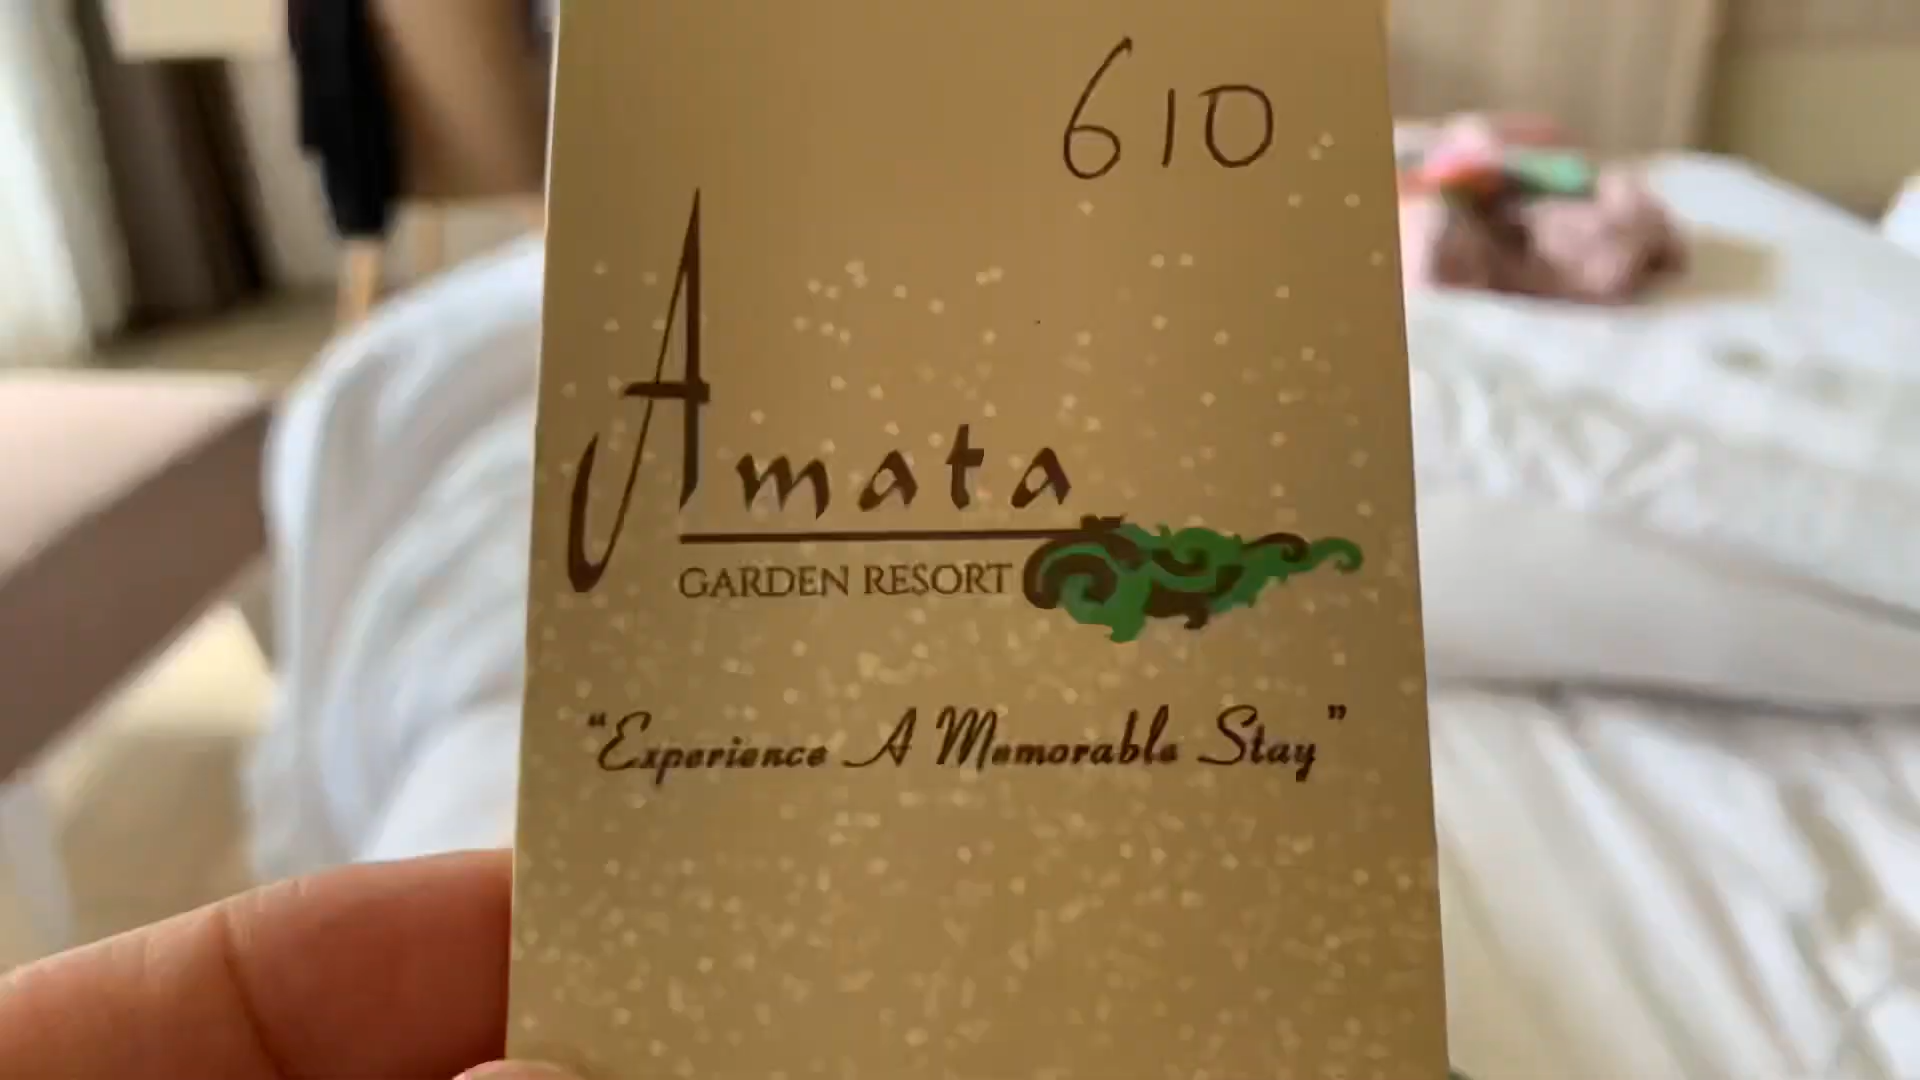 610
Amata
GARDEN RESORT
“Experience A Memorable Stay”